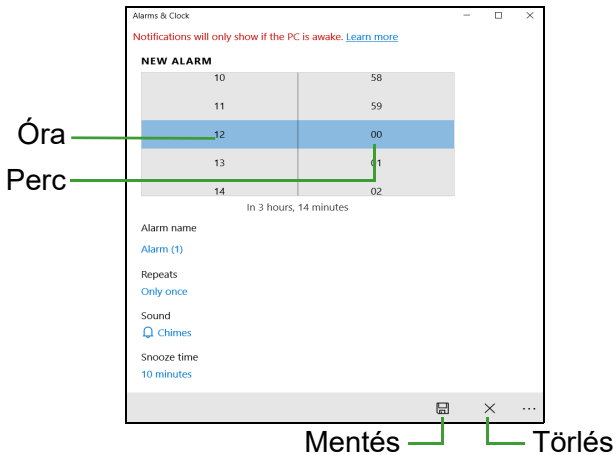 Alarms & Clock
Notifications will only show if the PC is awake. Learn more
NEW ALARM
10 58
11 59
Óra
12 00
Perc
13 01
14 02
In 3 hours, 14 minutes
Alarm name
Alarm (1)
Repeats
Only once
Sound
Chimes
Snooze time
10 minutes
Mentés Törlés